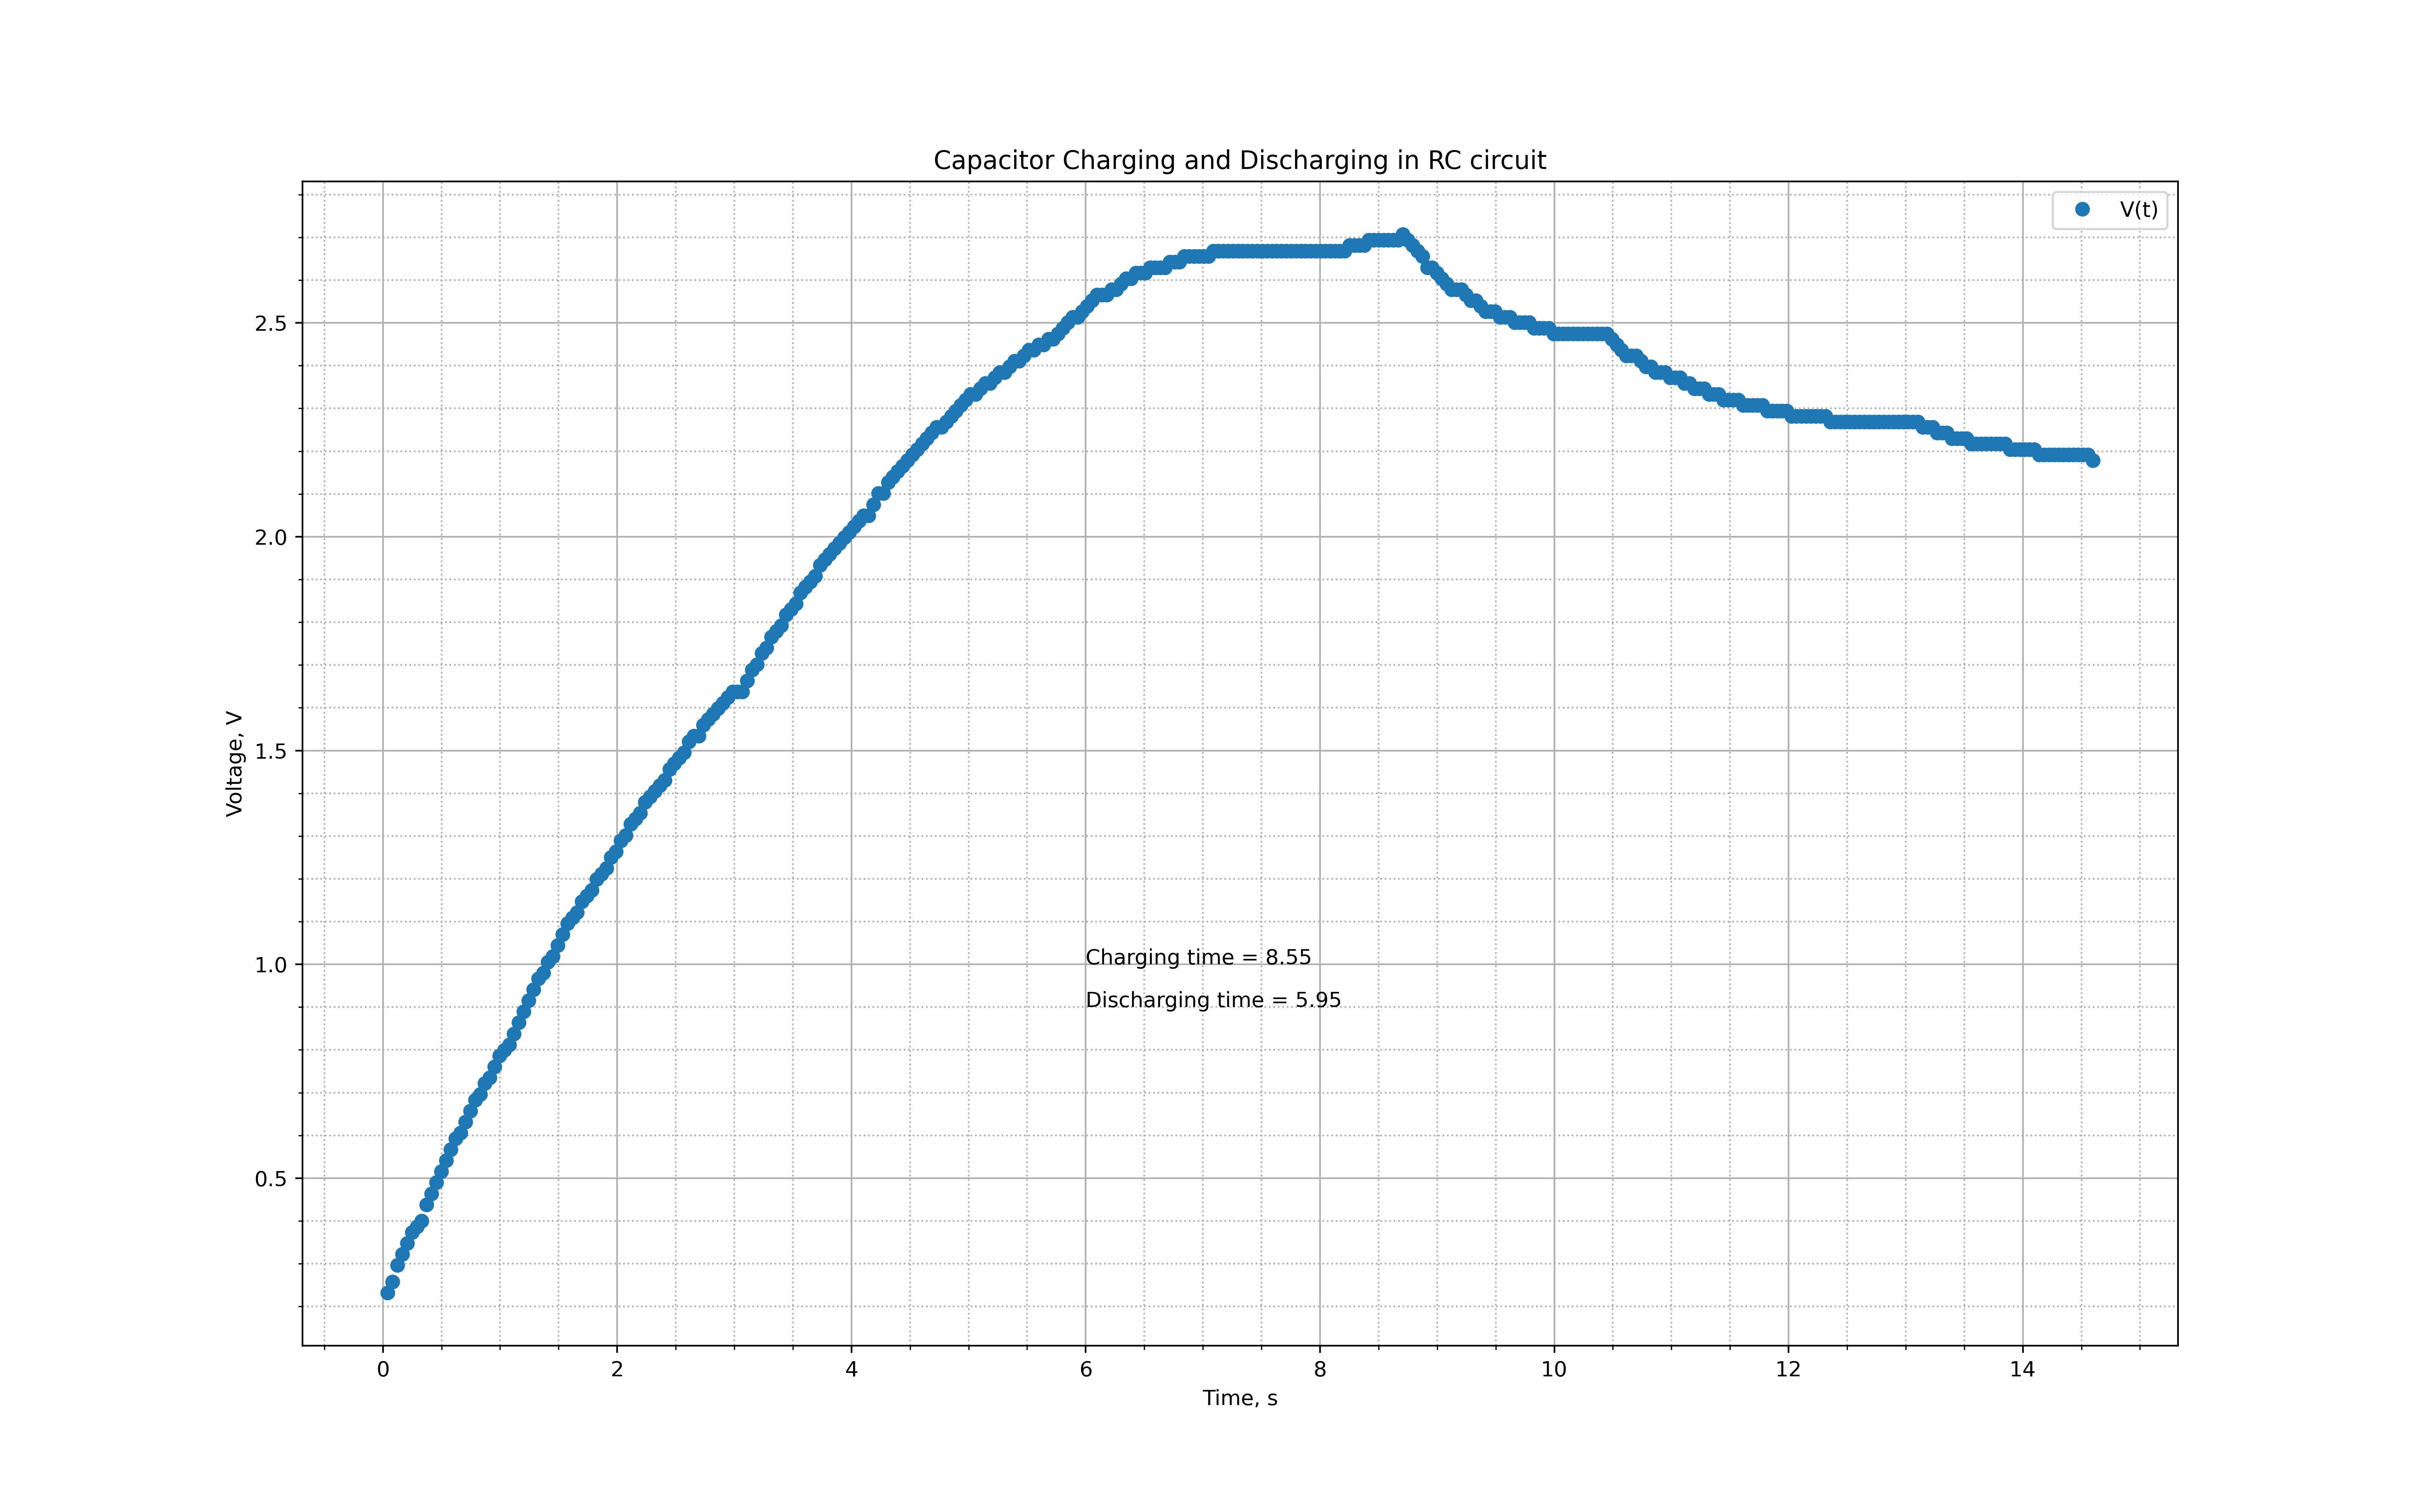 Capacitor Charging and Discharging in RC circuit
V(t)
2.5
2.0
1.5
1.0
0.5
Voltage, V
Charging time = 8.55
Discharging time = 5.95
0 2 4 6 8 10 12 14
Time, s